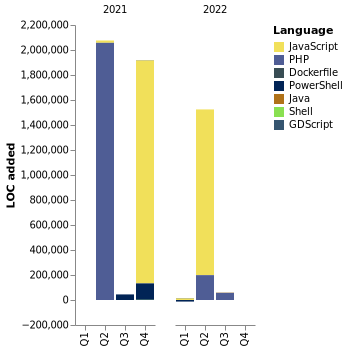 2021
2022
LOC added
2,200,000
2,000,000
1,800,000
1,600,000
1,400,000
1,200,000
1,000,000
800,000
600,000
400,000
200,000
0
−200,000
Q1
Q2
Q3
Q4
Q1
Q2
Q3
Q4
Language
JavaScript
PHP
Dockerfile
PowerShell
Java
Shell
GDScript